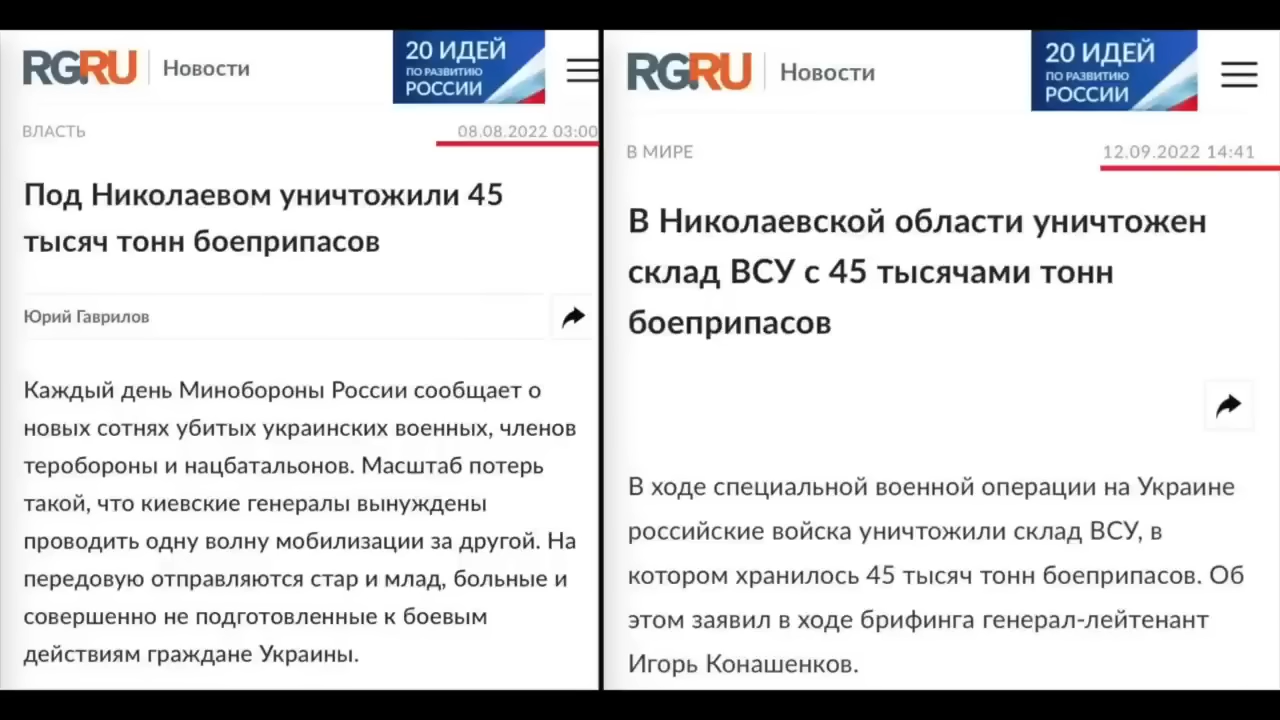 RGRU
Новости
20 ИДЕЙ
ПО РАЗВИТИЮ
РОССИИ
ВЛАСТЬ
08.08.2022 03:00
Под Николаевом уничтожили 45
тысяч тонн боеприпасов
Юрий Гаврилов
Каждый день Минобороны России сообщает о
новых сотнях убитых украинских военных, членов
теробороны и нацбатальонов. Масштаб потерь
такой, что киевские генералы вынуждены
проводить одну волну мобилизации за другой. На
передовую отправляются стар и млад, больные и
совершенно не подготовленные к боевым
действиям граждане Украины.
RGRU
Новости
20 ИДЕЙ
ПО РАЗВИТИЮ
РОССИИ
В МИРЕ
12.09.2022 14:41
В Николаевской области уничтожен
склад ВСУ с 45 тысячами тонн
боеприпасов
В ходе специальной военной операции на Украине
российские войска уничтожили склад ВСУ, в
котором хранилось 45 тысяч тонн боеприпасов. Об
этом заявил в ходе брифинга генерал-лейтенант
Игорь Конашенков.